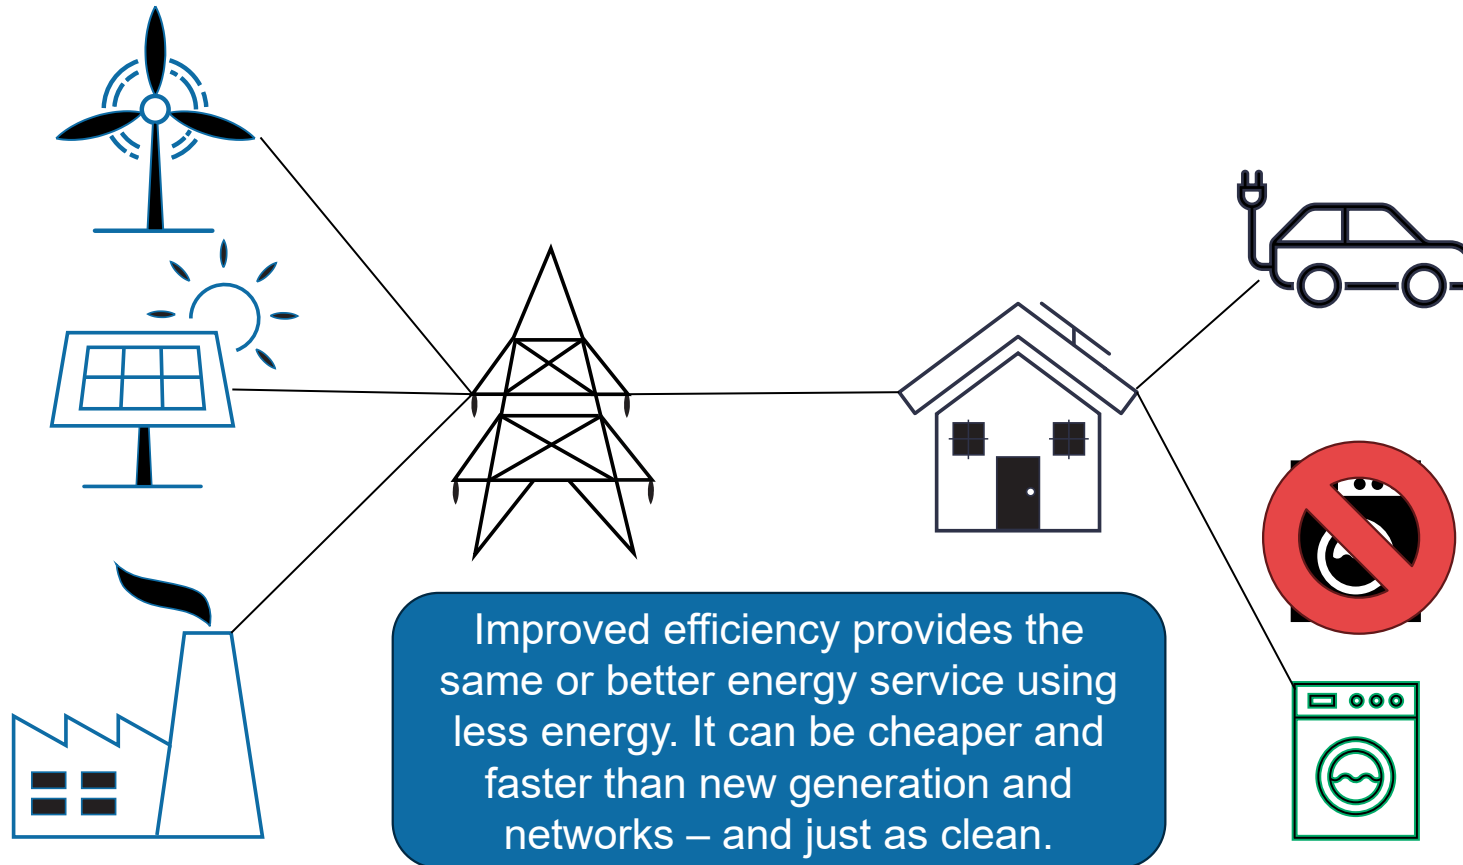 Improved efficiency provides the
same or better energy service using
less energy. It can be cheaper and
faster than new generation and
networks – and just as clean.